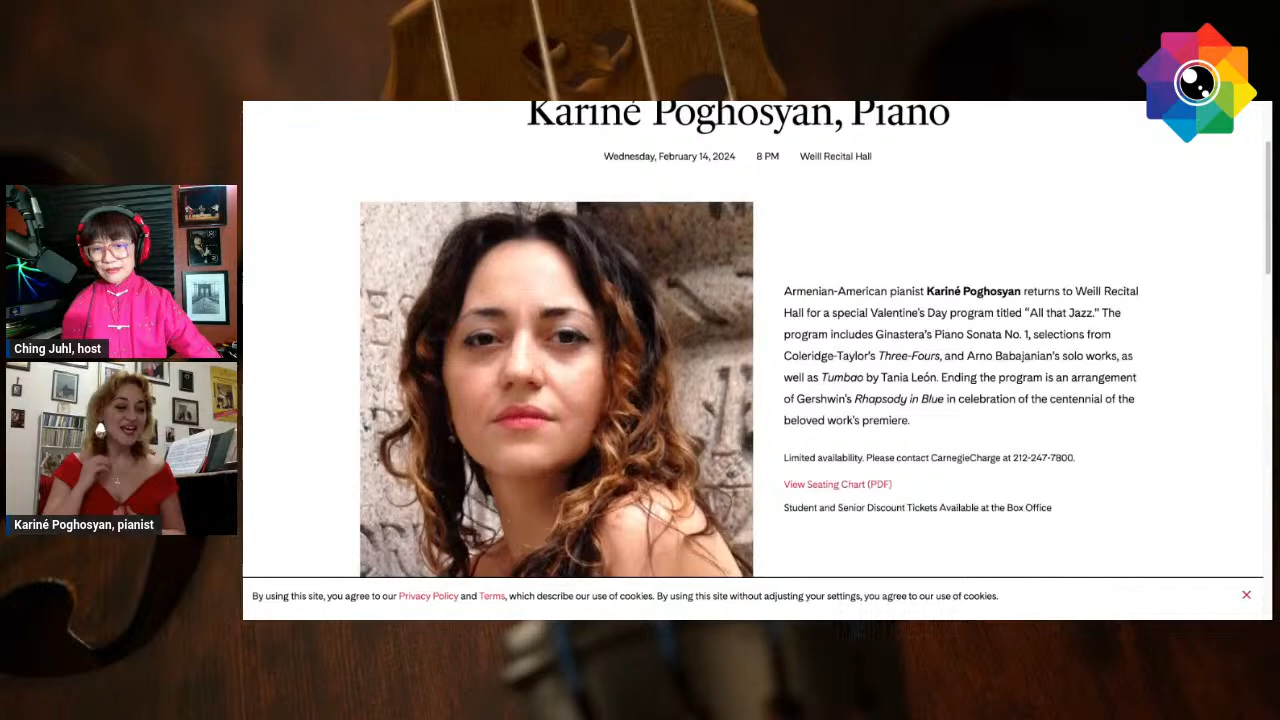 Kariné Poghosyan, Piano
Wednesday, February 14, 2024 8 PM Weill Recital Hall
Armenian-American pianist Kariné Poghosyan returns to Weill Recital
Hall for a special Valentine's Day program titled “All that Jazz.” The
program includes Ginastera's Piano Sonata No. 1, selections from
Coleridge-Taylor's Three-Fours, and Arno Babajanian's solo works, as
well as Tumbao by Tania León. Ending the program is an arrangement
of Gershwin's Rhapsody in Blue in celebration of the centennial of the
beloved work's premiere.
Limited availability. Please contact CarnegieCharge at 212-247-7800.
View Seating Chart (PDF)
Student and Senior Discount Tickets Available at the Box Office
By using this site, you agree to our Privacy Policy and Terms, which describe our use of cookies. By using this site without adjusting your settings, you agree to our use of cookies.
Ching Juhl, host
Kariné Poghosyan, pianist